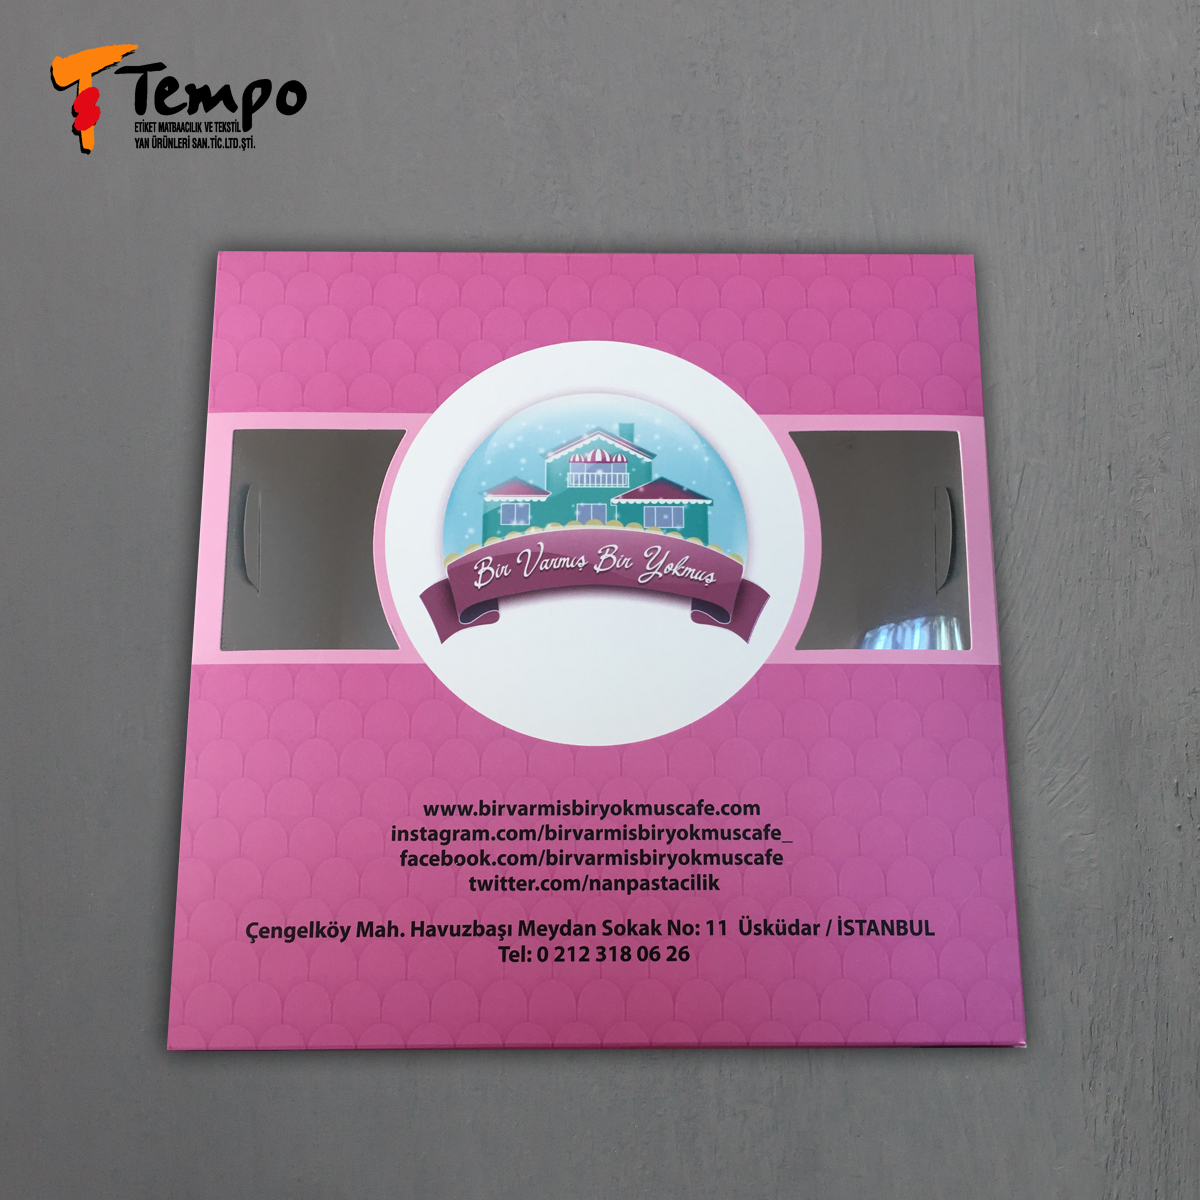 Tempo
ETİKET MATBAACILIK VE TEKSTİL
YAN ÜRÜNLERİ SAN.TİC.LTD.ŞTİ.
Bir Varmış Bir Yokmuş
www.birvarmisbiryokmuscafe.com
instagram.com/birvarmisbiryokmuscafe_
facebook.com/birvarmisbiryokmuscafe
twitter.com/nanpastacilik
Çengelköy Mah. Havuzbaşı Meydan Sokak No: 11 Üsküdar / İSTANBUL
Tel: 0 212 318 06 26